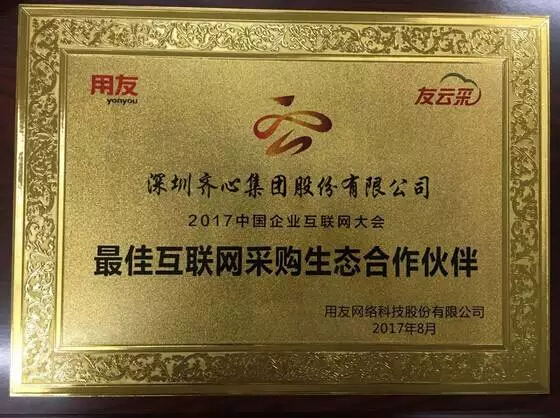 用友
yonyou
友云采
深圳齐心集团股份有限公司
2017中国企业互联网大会
最佳互联网采购生态合作伙伴
用友网络科技股份有限公司
2017年8月